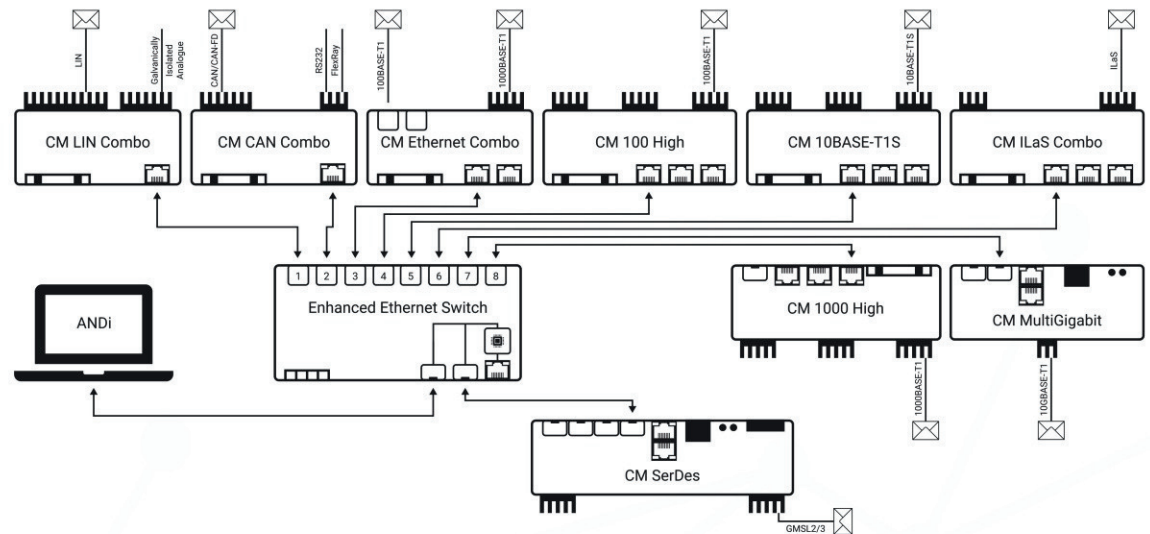 LIN
Galvanically
Isolated
Analogue
CAN/CAN-FD
RS232
FlexRay
100BASE-T1
1000BASE-T1
100BASE-T1
10BASE-T1S
ILaS
CM LIN Combo
CM CAN Combo
CM Ethernet Combo
CM 100 High
CM 10BASE-T1S
CM ILaS Combo
1 2 3 4 5 6 7 8
Enhanced Ethernet Switch
ANDi
CM 1000 High
CM MultiGigabit
1000BASE-T1
10GBASE-T1
CM SerDes
GMSL2/3